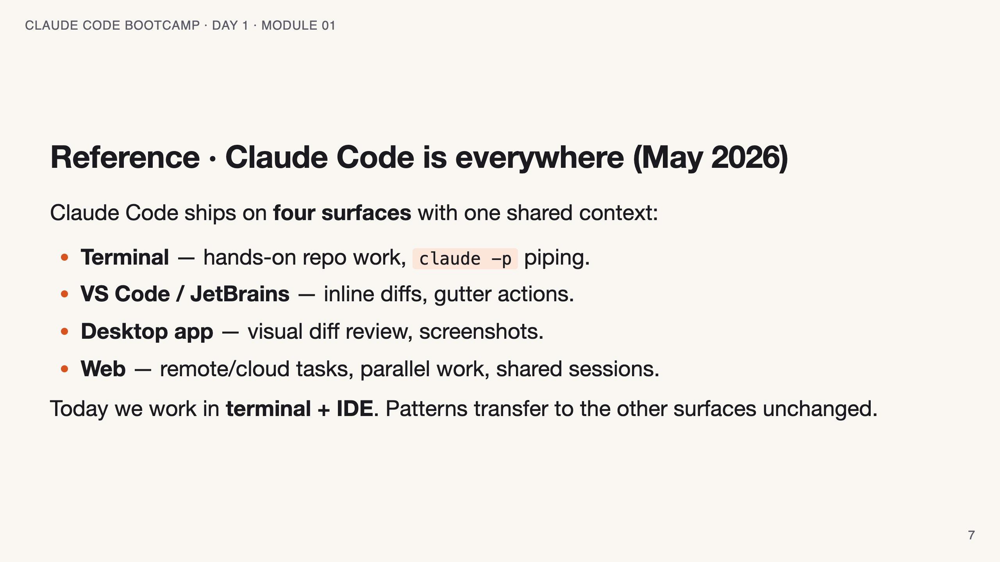 CLAUDE CODE BOOTCAMP · DAY 1 · MODULE 01
Reference · Claude Code is everywhere (May 2026)
Claude Code ships on four surfaces with one shared context:
• Terminal — hands-on repo work, claude -p piping.
• VS Code / JetBrains — inline diffs, gutter actions.
• Desktop app — visual diff review, screenshots.
• Web — remote/cloud tasks, parallel work, shared sessions.
Today we work in terminal + IDE. Patterns transfer to the other surfaces unchanged.
7